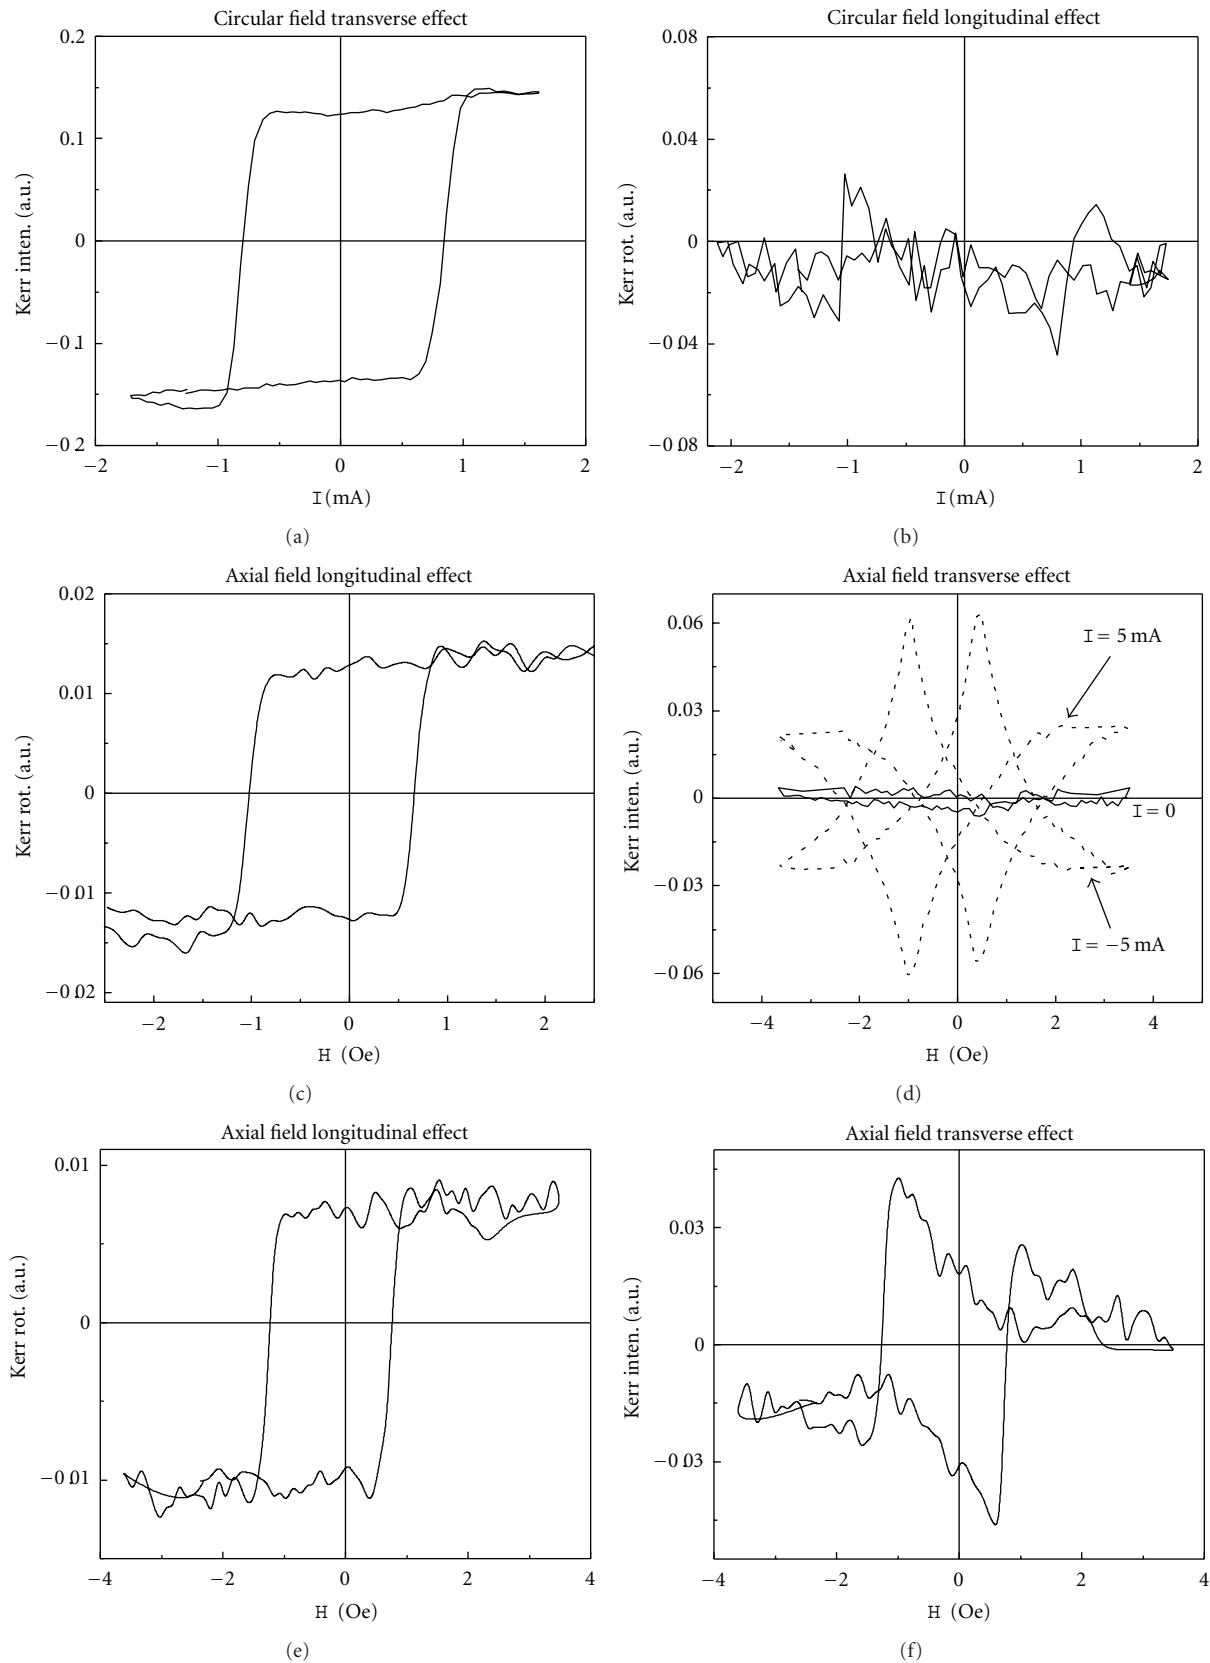 Circular field transverse effect
0.2
0.1
0
−0.1
−0.2
−2 −1 0 1 2
Kerr inten. (a.u.)
I(mA)
(a)
Circular field longitudinal effect
0.08
0.04
0
−0.04
−0.08
−2 −1 0 1 2
Kerr rot. (a.u.)
I(mA)
(b)
Axial field longitudinal effect
0.02
0.01
0
−0.01
−0.02
−2 −1 0 1 2
Kerr rot. (a.u.)
H (Oe)
(c)
Axial field transverse effect
0.06
0.03
0
−0.03
−0.06
−4 −2 0 2 4
Kerr inten. (a.u.)
I = 5 mA
I = 0
I = −5 mA
H (Oe)
(d)
Axial field longitudinal effect
0.01
0
−0.01
−4 −2 0 2 4
Kerr rot. (a.u.)
H (Oe)
(e)
Axial field transverse effect
0.03
0
−0.03
−4 −2 0 2 4
Kerr inten. (a.u.)
H (Oe)
(f)